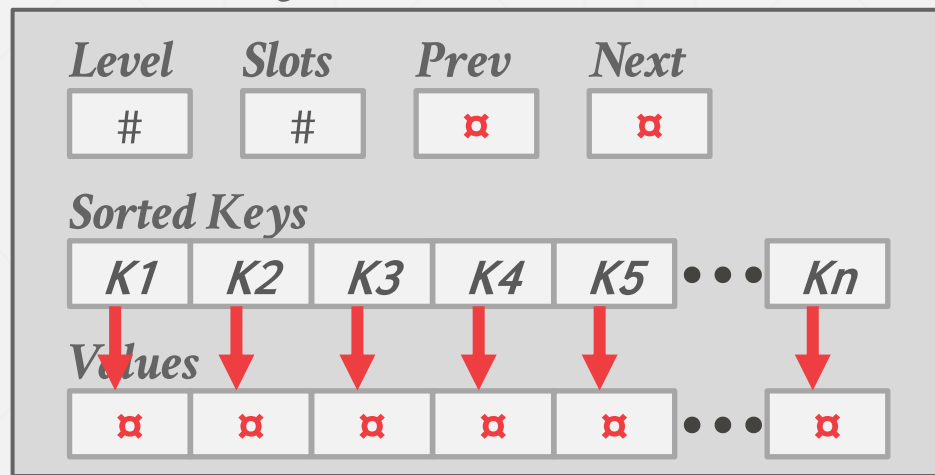 Level Slots Prev Next
# # ¤ ¤
Sorted Keys
K1 K2 K3 K4 K5 ••• Kn
Values
¤ ¤ ¤ ¤ ¤ ••• ¤